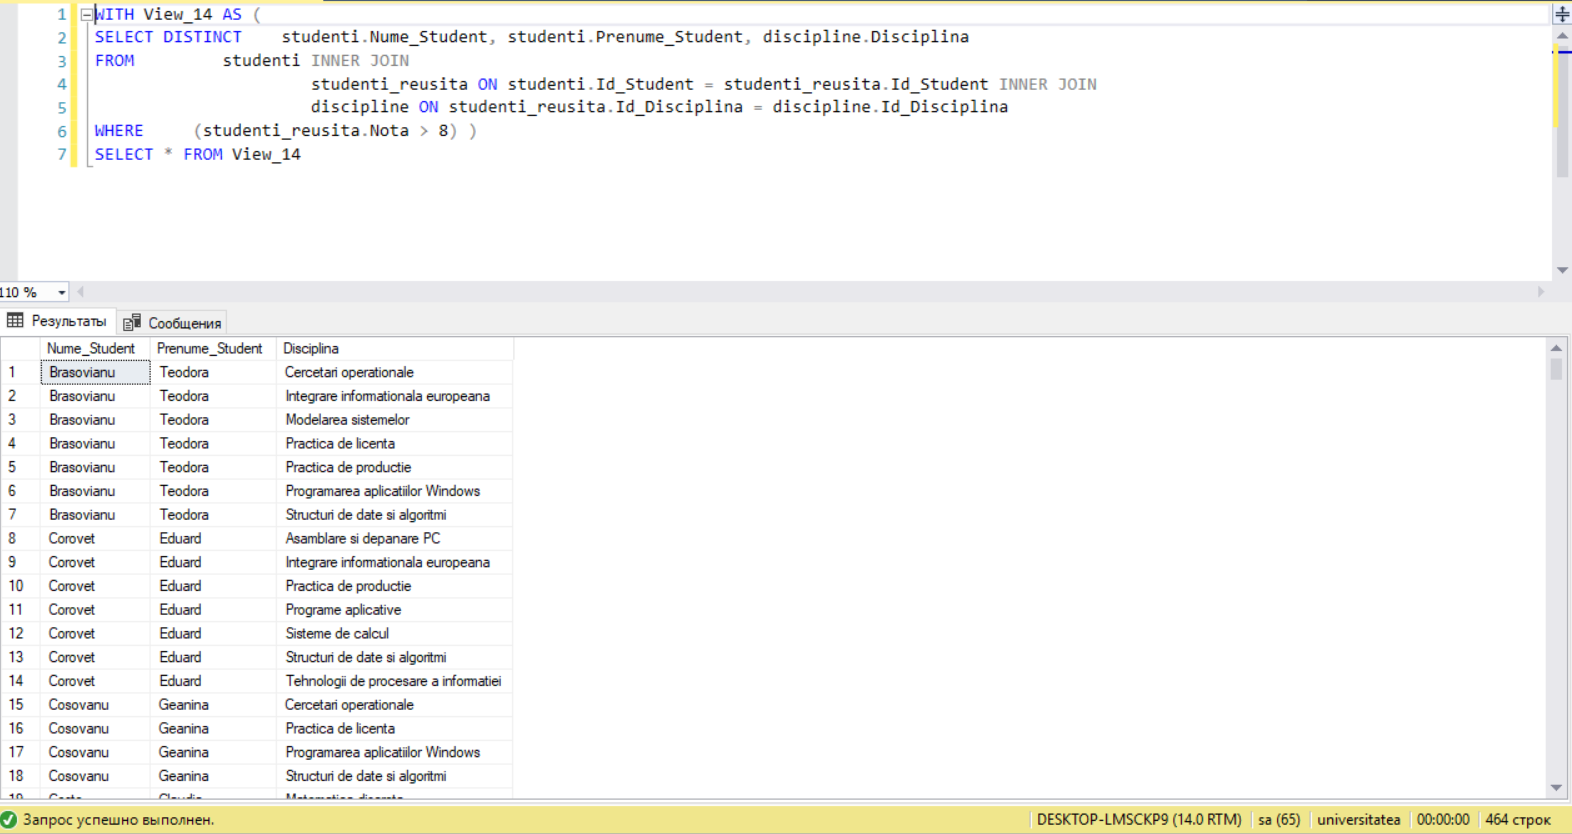 1 WITH View_14 AS (
2 SELECT DISTINCT studenti.Nume_Student, studenti.Prenume_Student, discipline.Disciplina
3 FROM studenti INNER JOIN
4 studenti_reusita ON studenti.Id_Student = studenti_reusita.Id_Student INNER JOIN
5 discipline ON studenti_reusita.Id_Disciplina = discipline.Id_Disciplina
6 WHERE (studenti_reusita.Nota > 8) )
7 SELECT * FROM View_14
110 %
Результаты Сообщения
Nume_Student Prenume_Student Disciplina
1 Brasovianu Teodora Cercetari operationale
2 Brasovianu Teodora Integrare informationala europeana
3 Brasovianu Teodora Modelarea sistemelor
4 Brasovianu Teodora Practica de licenta
5 Brasovianu Teodora Practica de productie
6 Brasovianu Teodora Programarea aplicatiilor Windows
7 Brasovianu Teodora Structuri de date si algoritmi
8 Corovet Eduard Asamblare si depanare PC
9 Corovet Eduard Integrare informationala europeana
10 Corovet Eduard Practica de productie
11 Corovet Eduard Programe aplicative
12 Corovet Eduard Sisteme de calcul
13 Corovet Eduard Structuri de date si algoritmi
14 Corovet Eduard Tehnologii de procesare a informatiei
15 Cosovanu Geanina Cercetari operationale
16 Cosovanu Geanina Practica de licenta
17 Cosovanu Geanina Programarea aplicatiilor Windows
18 Cosovanu Geanina Structuri de date si algoritmi
Запрос успешно выполнен. DESKTOP-LMSCKP9 (14.0 RTM) sa (65) universitatea 00:00:00 464 строк